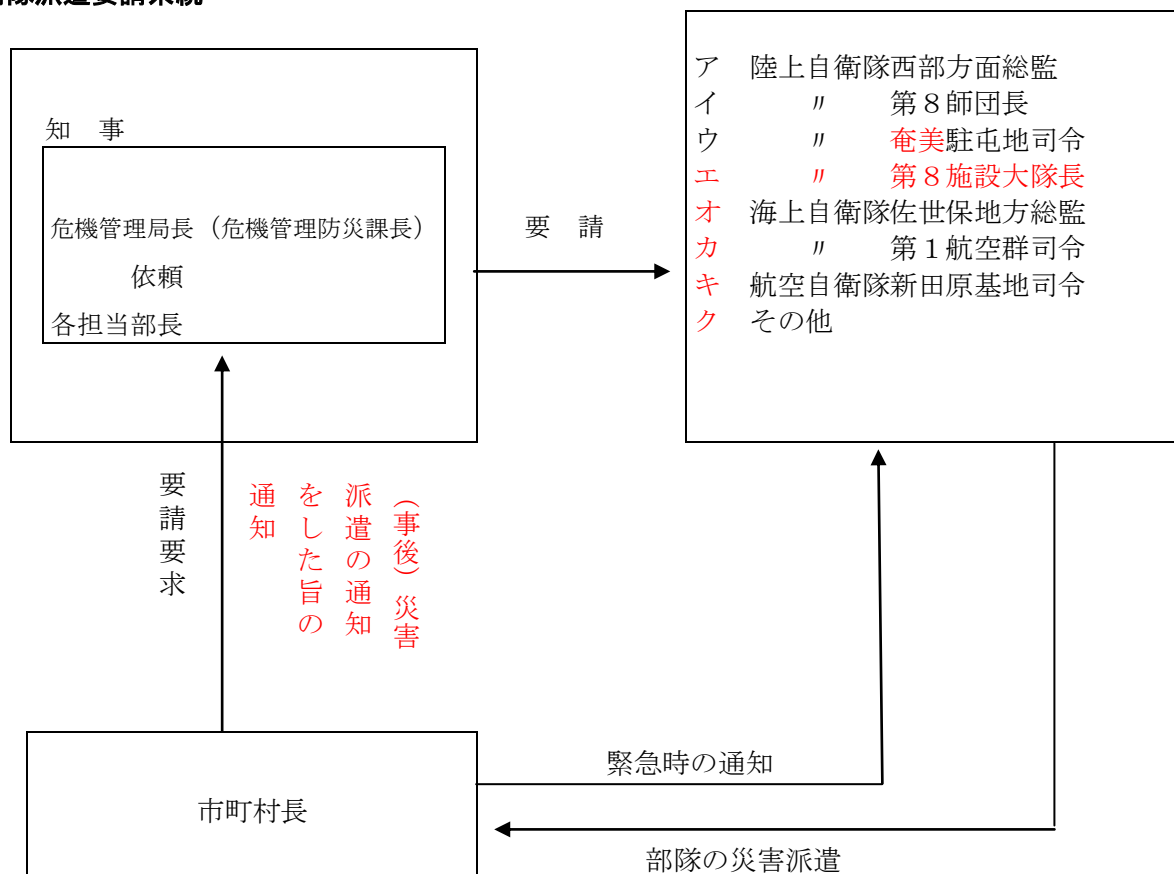 隊派遣要請系統
知　事
危機管理局長（危機管理防災課長）
依頼
各担当部長
要　請
ア　陸上自衛隊西部方面総監
イ　〃　第８師団長
ウ　〃　奄美駐屯地司令
エ　〃　第８施設大隊長
オ　海上自衛隊佐世保地方総監
カ　〃　第１航空群司令
キ　航空自衛隊新田原基地司令
ク　その他
要請要求
（事後）災害
派遣の通知
をした旨の
通知
市町村長
緊急時の通知
部隊の災害派遣